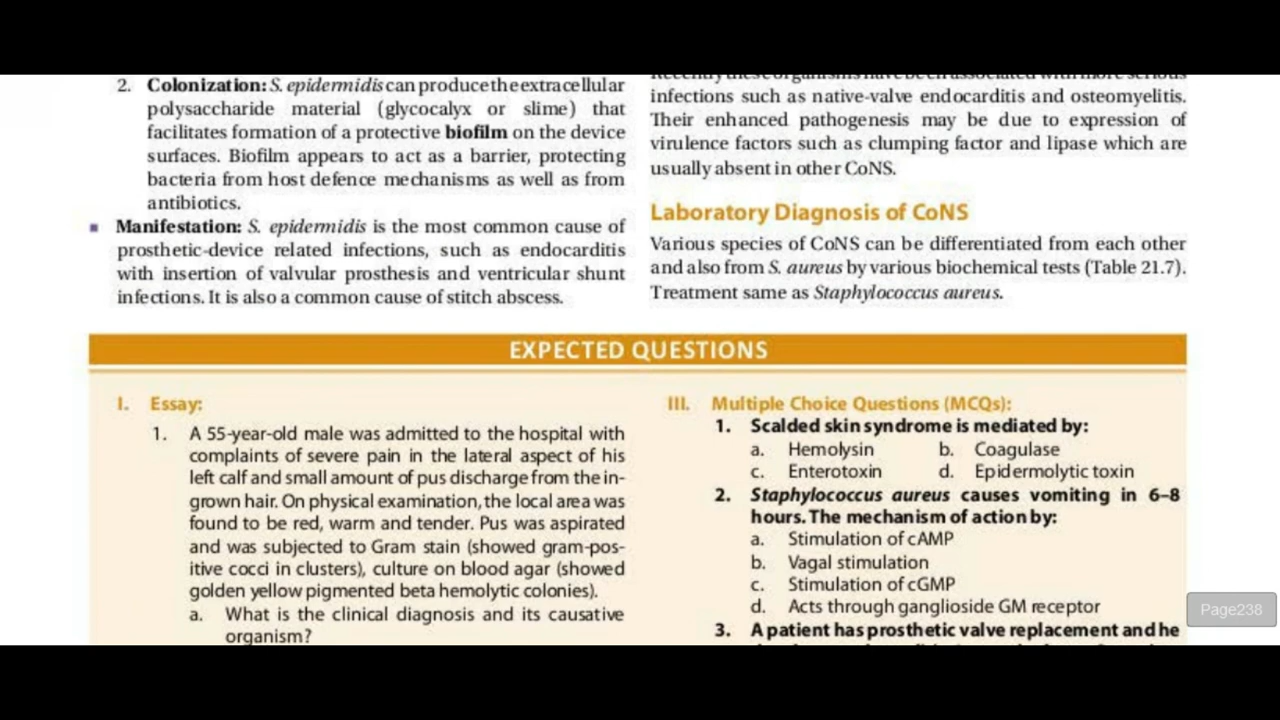 2. Colonization: S. epidermidis can produce the extracellular
polysaccharide material (glycocalyx or slime) that
facilitates formation of a protective biofilm on the device
surfaces. Biofilm appears to act as a barrier, protecting
bacteria from host defence mechanisms as well as from
antibiotics.
▪ Manifestation: S. epidermidis is the most common cause of
prosthetic-device related infections, such as endocarditis
with insertion of valvular prosthesis and ventricular shunt
infections. It is also a common cause of stitch abscess.
Recently these organisms have been associated with more serious
infections such as native-valve endocarditis and osteomyelitis.
Their enhanced pathogenesis may be due to expression of
virulence factors such as clumping factor and lipase which are
usually absent in other CoNS.
Laboratory Diagnosis of CoNS
Various species of CoNS can be differentiated from each other
and also from S. aureus by various biochemical tests (Table 21.7).
Treatment same as Staphylococcus aureus.
EXPECTED QUESTIONS
I. Essay:
1. A 55-year-old male was admitted to the hospital with
complaints of severe pain in the lateral aspect of his
left calf and small amount of pus discharge from the in-
grown hair. On physical examination, the local area was
found to be red, warm and tender. Pus was aspirated
and was subjected to Gram stain (showed gram-pos-
itive cocci in clusters), culture on blood agar (showed
golden yellow pigmented beta hemolytic colonies).
a. What is the clinical diagnosis and its causative
organism?
III. Multiple Choice Questions (MCQs):
1. Scalded skin syndrome is mediated by:
a. Hemolysin b. Coagulase
c. Enterotoxin d. Epidermolytic toxin
2. Staphylococcus aureus causes vomiting in 6–8
hours. The mechanism of action by:
a. Stimulation of cAMP
b. Vagal stimulation
c. Stimulation of cGMP
d. Acts through ganglioside GM receptor
3. A patient has prosthetic valve replacement and he
Page238